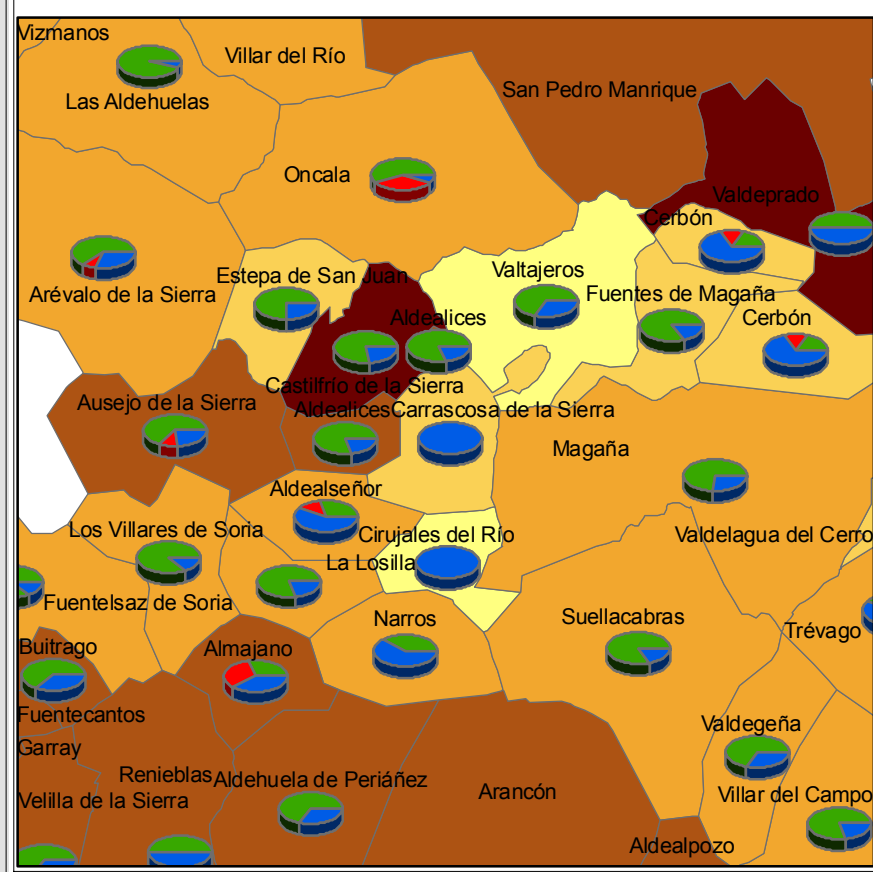 Vizmanos
Villar del Río
San Pedro Manrique
Las Aldehuelas
Oncala
Valdeprado
Cerbón
Valtajeros
Estepa de San Juan
Arévalo de la Sierra
Fuentes de Magaña
Aldealices
Cerbón
Castilfrío de la Sierra
Ausejo de la Sierra
Aldealices
Carrascosa de la Sierra
Magaña
Aldealseñor
Los Villares de Soria
Cirujales del Río
Valdelagua del Cerro
La Losilla
Fuentelsaz de Soria
Narros
Suellacabras
Trévago
Buitrago
Almajano
Fuentecantos
Valdegeña
Garray
Renieblas
Aldehuela de Periáñez
Arancón
Villar del Campo
Velilla de la Sierra
Aldealpozo